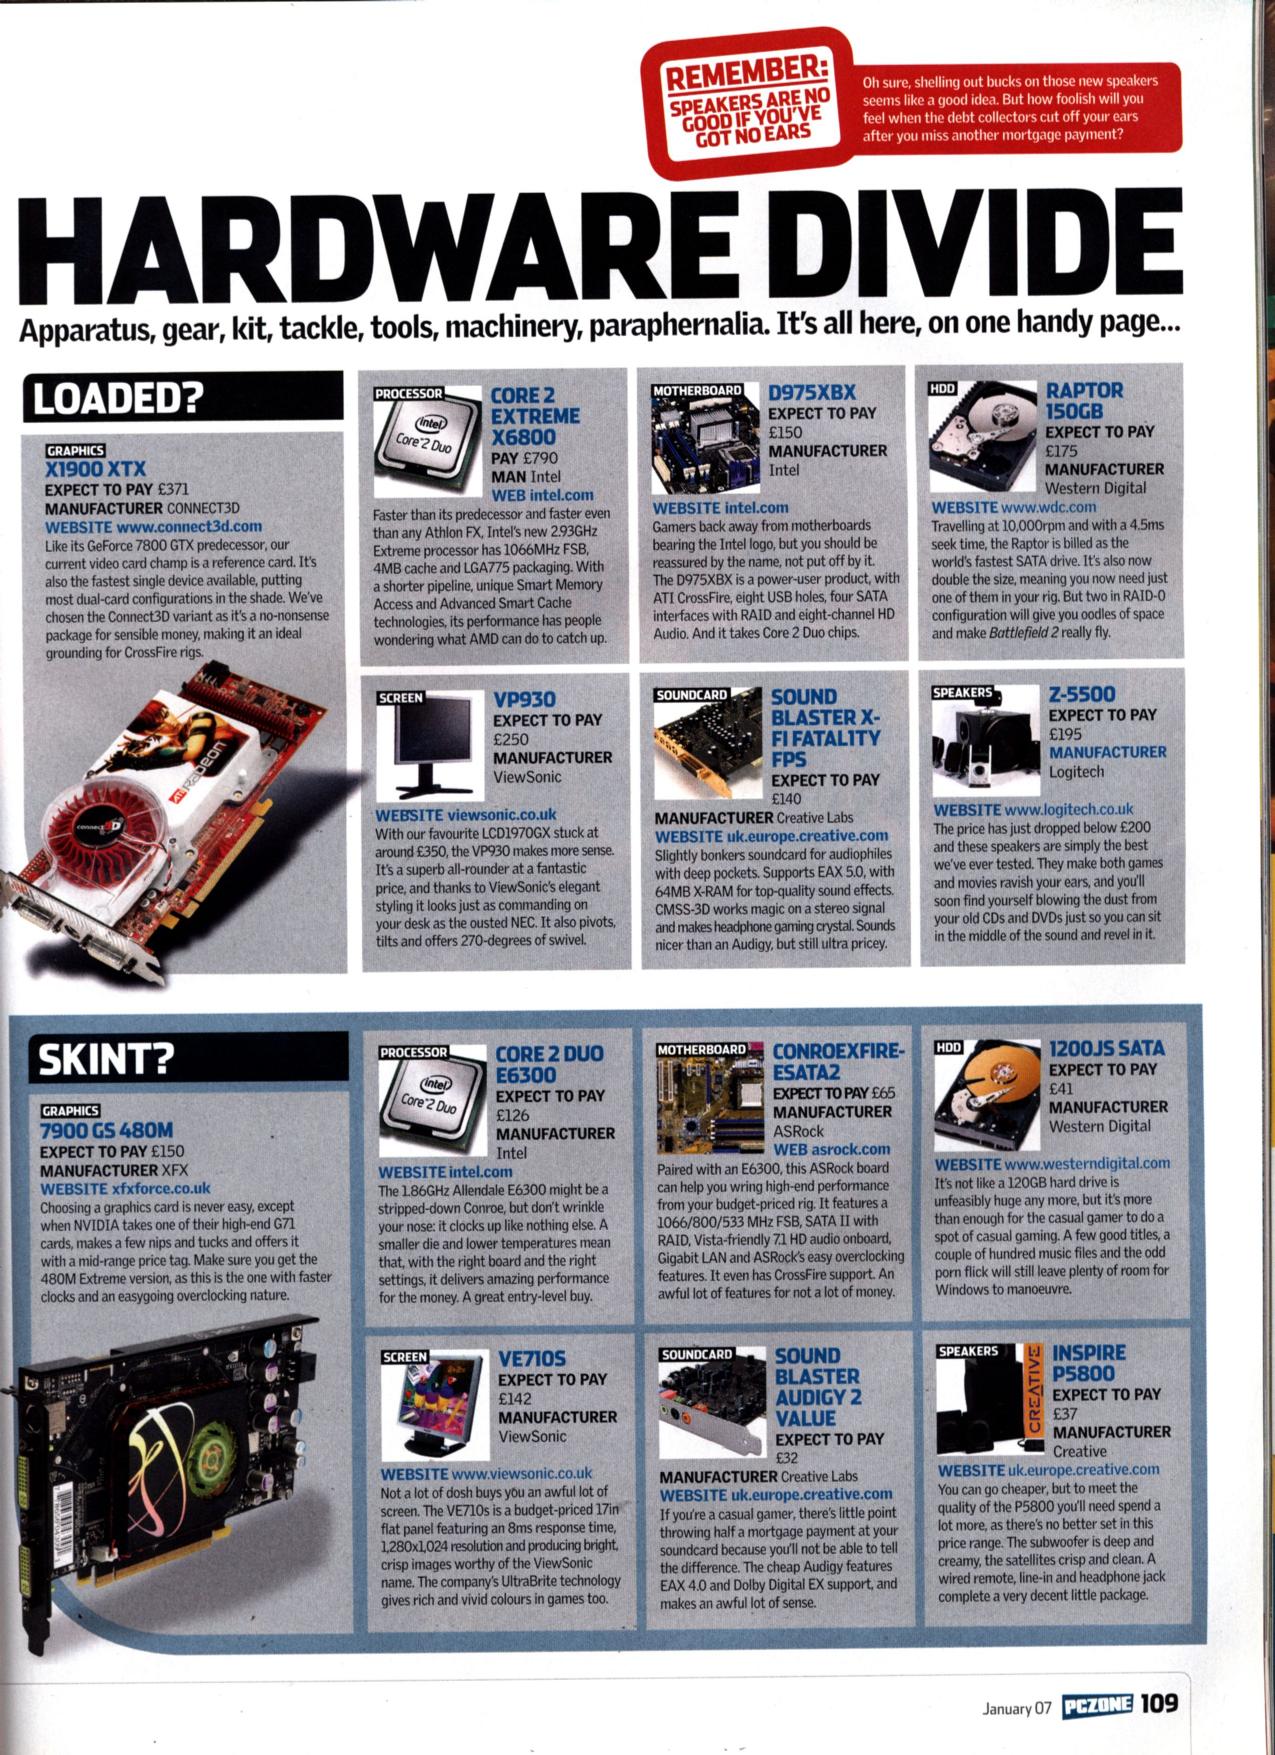 REMEMBER:
SPEAKERS ARE NO
GOOD IF YOU'VE
GOT NO EARS
Oh sure, shelling out bucks on those new speakers
seems like a good idea. But how foolish will you
feel when the debt collectors cut off your ears
after you miss another mortgage payment?
HARDWARE DIVIDE
Apparatus, gear, kit, tackle, tools, machinery, paraphernalia. It's all here, on one handy page...
LOADED?
GRAPHICS
X1900 XTX
EXPECT TO PAY £371
MANUFACTURER CONNECT3D
WEBSITE www.connect3d.com
Like its GeForce 7800 GTX predecessor, our
current video card champ is a reference card. It's
also the fastest single device available, putting
most dual-card configurations in the shade. We've
chosen the Connect3D variant as it's a no-nonsense
package for sensible money, making it an ideal
grounding for CrossFire rigs.
ATI Radeon
connect3D
PROCESSOR
intel
Core 2 Duo
CORE 2
EXTREME
X6800
PAY £790
MAN Intel
WEB intel.com
Faster than its predecessor and faster even
than any Athlon FX, Intel's new 2.93GHz
Extreme processor has 1066MHz FSB,
4MB cache and LGA775 packaging. With
a shorter pipeline, unique Smart Memory
Access and Advanced Smart Cache
technologies, its performance has people
wondering what AMD can do to catch up.
MOTHERBOARD
D975XBX
EXPECT TO PAY
£150
MANUFACTURER
Intel
WEBSITE intel.com
Gamers back away from motherboards
bearing the Intel logo, but you should be
reassured by the name, not put off by it.
The D975XBX is a power-user product, with
ATI CrossFire, eight USB holes, four SATA
interfaces with RAID and eight-channel HD
Audio. And it takes Core 2 Duo chips.
HDD
RAPTOR
150GB
EXPECT TO PAY
£175
MANUFACTURER
Western Digital
WEBSITE www.wdc.com
Travelling at 10,000rpm and with a 4.5ms
seek time, the Raptor is billed as the
world's fastest SATA drive. It's also now
double the size, meaning you now need just
one of them in your rig. But two in RAID-0
configuration will give you oodles of space
and make Battlefield 2 really fly.
SCREEN
VP930
EXPECT TO PAY
£250
MANUFACTURER
ViewSonic
WEBSITE viewsonic.co.uk
With our favourite LCD1970GX stuck at
around £350, the VP930 makes more sense.
It's a superb all-rounder at a fantastic
price, and thanks to ViewSonic's elegant
styling it looks just as commanding on
your desk as the ousted NEC. It also pivots,
tilts and offers 270-degrees of swivel.
SOUNDCARD
SOUND
BLASTER X-
FI FATAL1TY
FPS
EXPECT TO PAY
£140
MANUFACTURER Creative Labs
WEBSITE uk.europe.creative.com
Slightly bonkers soundcard for audiophiles
with deep pockets. Supports EAX 5.0, with
64MB X-RAM for top-quality sound effects.
CMSS-3D works magic on a stereo signal
and makes headphone gaming crystal. Sounds
nicer than an Audigy, but still ultra pricey.
SPEAKERS
Z-5500
EXPECT TO PAY
£195
MANUFACTURER
Logitech
WEBSITE www.logitech.co.uk
The price has just dropped below £200
and these speakers are simply the best
we've ever tested. They make both games
and movies ravish your ears, and you'll
soon find yourself blowing the dust from
your old CDs and DVDs just so you can sit
in the middle of the sound and revel in it.
SKINT?
GRAPHICS
7900 GS 480M
EXPECT TO PAY £150
MANUFACTURER XFX
WEBSITE xfxforce.co.uk
Choosing a graphics card is never easy, except
when NVIDIA takes one of their high-end G71
cards, makes a few nips and tucks and offers it
with a mid-range price tag. Make sure you get the
480M Extreme version, as this is the one with faster
clocks and an easygoing overclocking nature.
PROCESSOR
intel
Core 2 Duo
CORE 2 DUO
E6300
EXPECT TO PAY
£126
MANUFACTURER
Intel
WEBSITE intel.com
The 1.86GHz Allendale E6300 might be a
stripped-down Conroe, but don't wrinkle
your nose: it clocks up like nothing else. A
smaller die and lower temperatures mean
that, with the right board and the right
settings, it delivers amazing performance
for the money. A great entry-level buy.
MOTHERBOARD
CONROEXFIRE-
ESATA2
EXPECT TO PAY £65
MANUFACTURER
ASRock
WEB asrock.com
Paired with an E6300, this ASRock board
can help you wring high-end performance
from your budget-priced rig. It features a
1066/800/533 MHz FSB, SATA II with
RAID, Vista-friendly 7.1 HD audio onboard,
Gigabit LAN and ASRock's easy overclocking
features. It even has CrossFire support. An
awful lot of features for not a lot of money.
HDD
1200JS SATA
EXPECT TO PAY
£41
MANUFACTURER
Western Digital
WEBSITE www.westerndigital.com
It's not like a 120GB hard drive is
unfeasibly huge any more, but it's more
than enough for the casual gamer to do a
spot of casual gaming. A few good titles, a
couple of hundred music files and the odd
porn flick will still leave plenty of room for
Windows to manoeuvre.
SCREEN
VE710S
EXPECT TO PAY
£142
MANUFACTURER
ViewSonic
WEBSITE www.viewsonic.co.uk
Not a lot of dosh buys you an awful lot of
screen. The VE710s is a budget-priced 17in
flat panel featuring an 8ms response time,
1,280x1,024 resolution and producing bright,
crisp images worthy of the ViewSonic
name. The company's UltraBrite technology
gives rich and vivid colours in games too.
SOUNDCARD
SOUND
BLASTER
AUDIGY 2
VALUE
EXPECT TO PAY
£32
MANUFACTURER Creative Labs
WEBSITE uk.europe.creative.com
If you're a casual gamer, there's little point
throwing half a mortgage payment at your
soundcard because you'll not be able to tell
the difference. The cheap Audigy features
EAX 4.0 and Dolby Digital EX support, and
makes an awful lot of sense.
SPEAKERS
CREATIVE
INSPIRE
P5800
EXPECT TO PAY
£37
MANUFACTURER
Creative
WEBSITE uk.europe.creative.com
You can go cheaper, but to meet the
quality of the P5800 you'll need spend a
lot more, as there's no better set in this
price range. The subwoofer is deep and
creamy, the satellites crisp and clean. A
wired remote, line-in and headphone jack
complete a very decent little package.
January 07 PCZONE 109